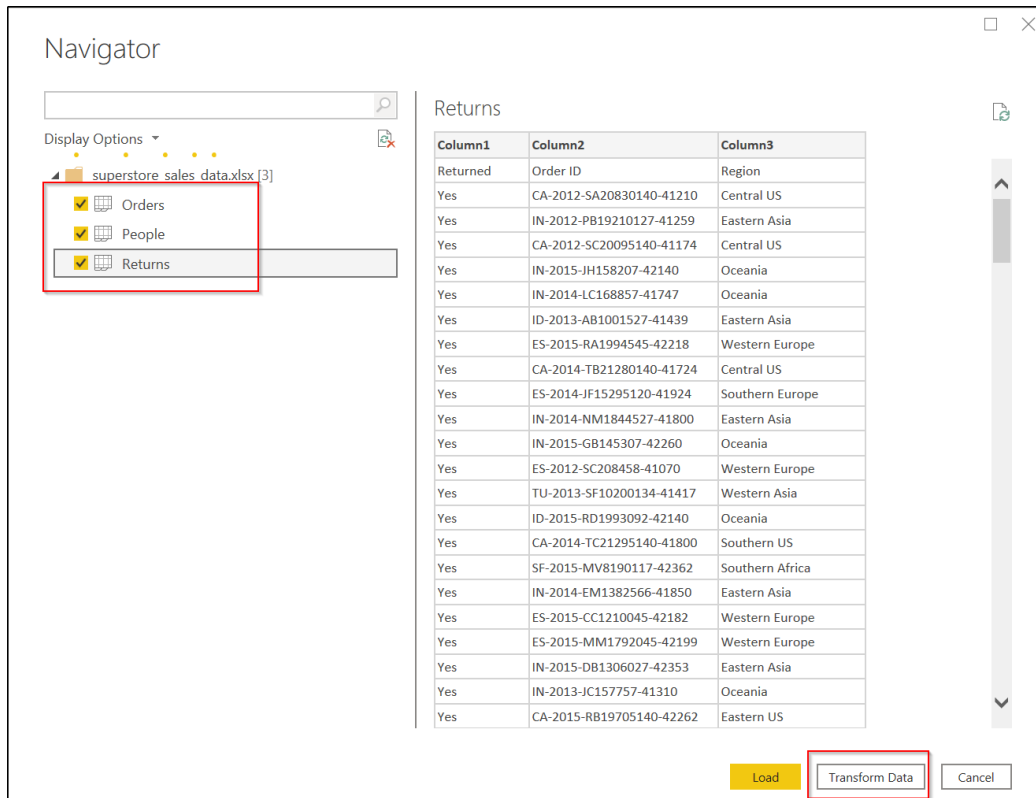 Navigator
Display Options
superstore_sales_data.xlsx [3]
Orders
People
Returns
Returns
Column1 Column2 Column3
Returned Order ID Region
Yes CA-2012-SA20830140-41210 Central US
Yes IN-2012-PB19210127-41259 Eastern Asia
Yes CA-2012-SC20095140-41174 Central US
Yes IN-2015-JH158207-42140 Oceania
Yes IN-2014-LC168857-41747 Oceania
Yes ID-2013-AB1001527-41439 Eastern Asia
Yes ES-2015-RA1994545-42218 Western Europe
Yes CA-2014-TB21280140-41724 Central US
Yes ES-2014-JF15295120-41924 Southern Europe
Yes IN-2014-NM1844527-41800 Eastern Asia
Yes IN-2015-GB145307-42260 Oceania
Yes ES-2012-SC208458-41070 Western Europe
Yes TU-2013-SF10200134-41417 Western Asia
Yes ID-2015-RD1993092-42140 Oceania
Yes CA-2014-TC21295140-41800 Southern US
Yes SF-2015-MV8190117-42362 Southern Africa
Yes IN-2014-EM1382566-41850 Eastern Asia
Yes ES-2015-CC1210045-42182 Western Europe
Yes ES-2015-MM1792045-42199 Western Europe
Yes IN-2015-DB1306027-42353 Eastern Asia
Yes IN-2013-JC157757-41310 Oceania
Yes CA-2015-RB19705140-42262 Eastern US
Load Transform Data Cancel